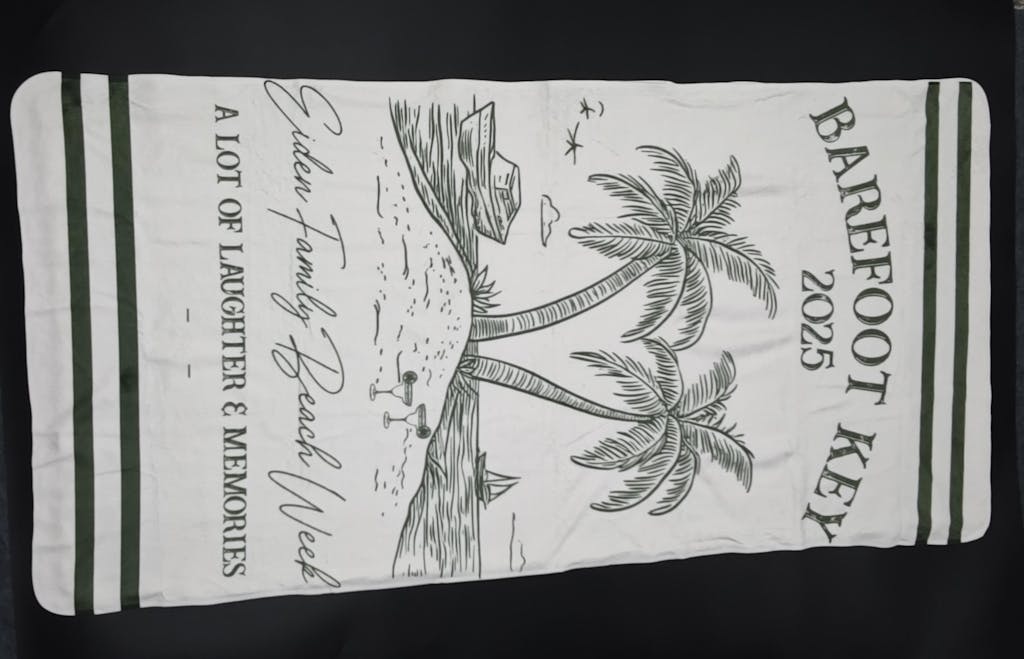 BAREFOOT KEY
2025
Eiden Family Beach Week
A LOT OF LAUGHTER & MEMORIES
- -